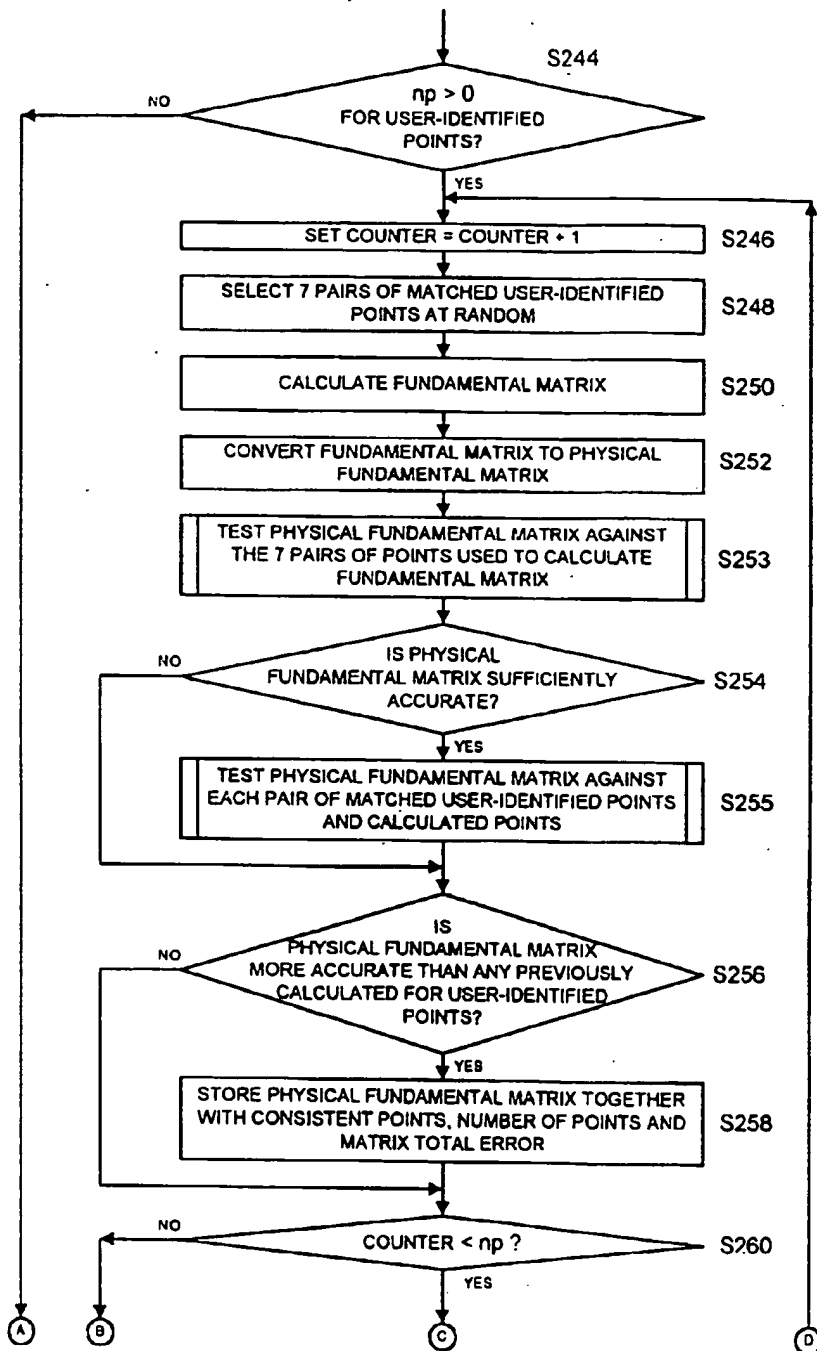 S244
np > 0
FOR USER-IDENTIFIED
POINTS?
NO
YES
SET COUNTER = COUNTER + 1
S246
SELECT 7 PAIRS OF MATCHED USER-IDENTIFIED
POINTS AT RANDOM
S248
CALCULATE FUNDAMENTAL MATRIX
S250
CONVERT FUNDAMENTAL MATRIX TO PHYSICAL
FUNDAMENTAL MATRIX
S252
TEST PHYSICAL FUNDAMENTAL MATRIX AGAINST
THE 7 PAIRS OF POINTS USED TO CALCULATE
FUNDAMENTAL MATRIX
S253
NO
IS PHYSICAL
FUNDAMENTAL MATRIX SUFFICIENTLY
ACCURATE?
S254
YES
TEST PHYSICAL FUNDAMENTAL MATRIX AGAINST
EACH PAIR OF MATCHED USER-IDENTIFIED POINTS
AND CALCULATED POINTS
S255
IS
PHYSICAL FUNDAMENTAL MATRIX
MORE ACCURATE THAN ANY PREVIOUSLY
CALCULATED FOR USER-IDENTIFIED
POINTS?
NO
S256
YES
STORE PHYSICAL FUNDAMENTAL MATRIX TOGETHER
WITH CONSISTENT POINTS, NUMBER OF POINTS AND
MATRIX TOTAL ERROR
S258
NO
COUNTER < np ?
S260
YES
A
B
C
D